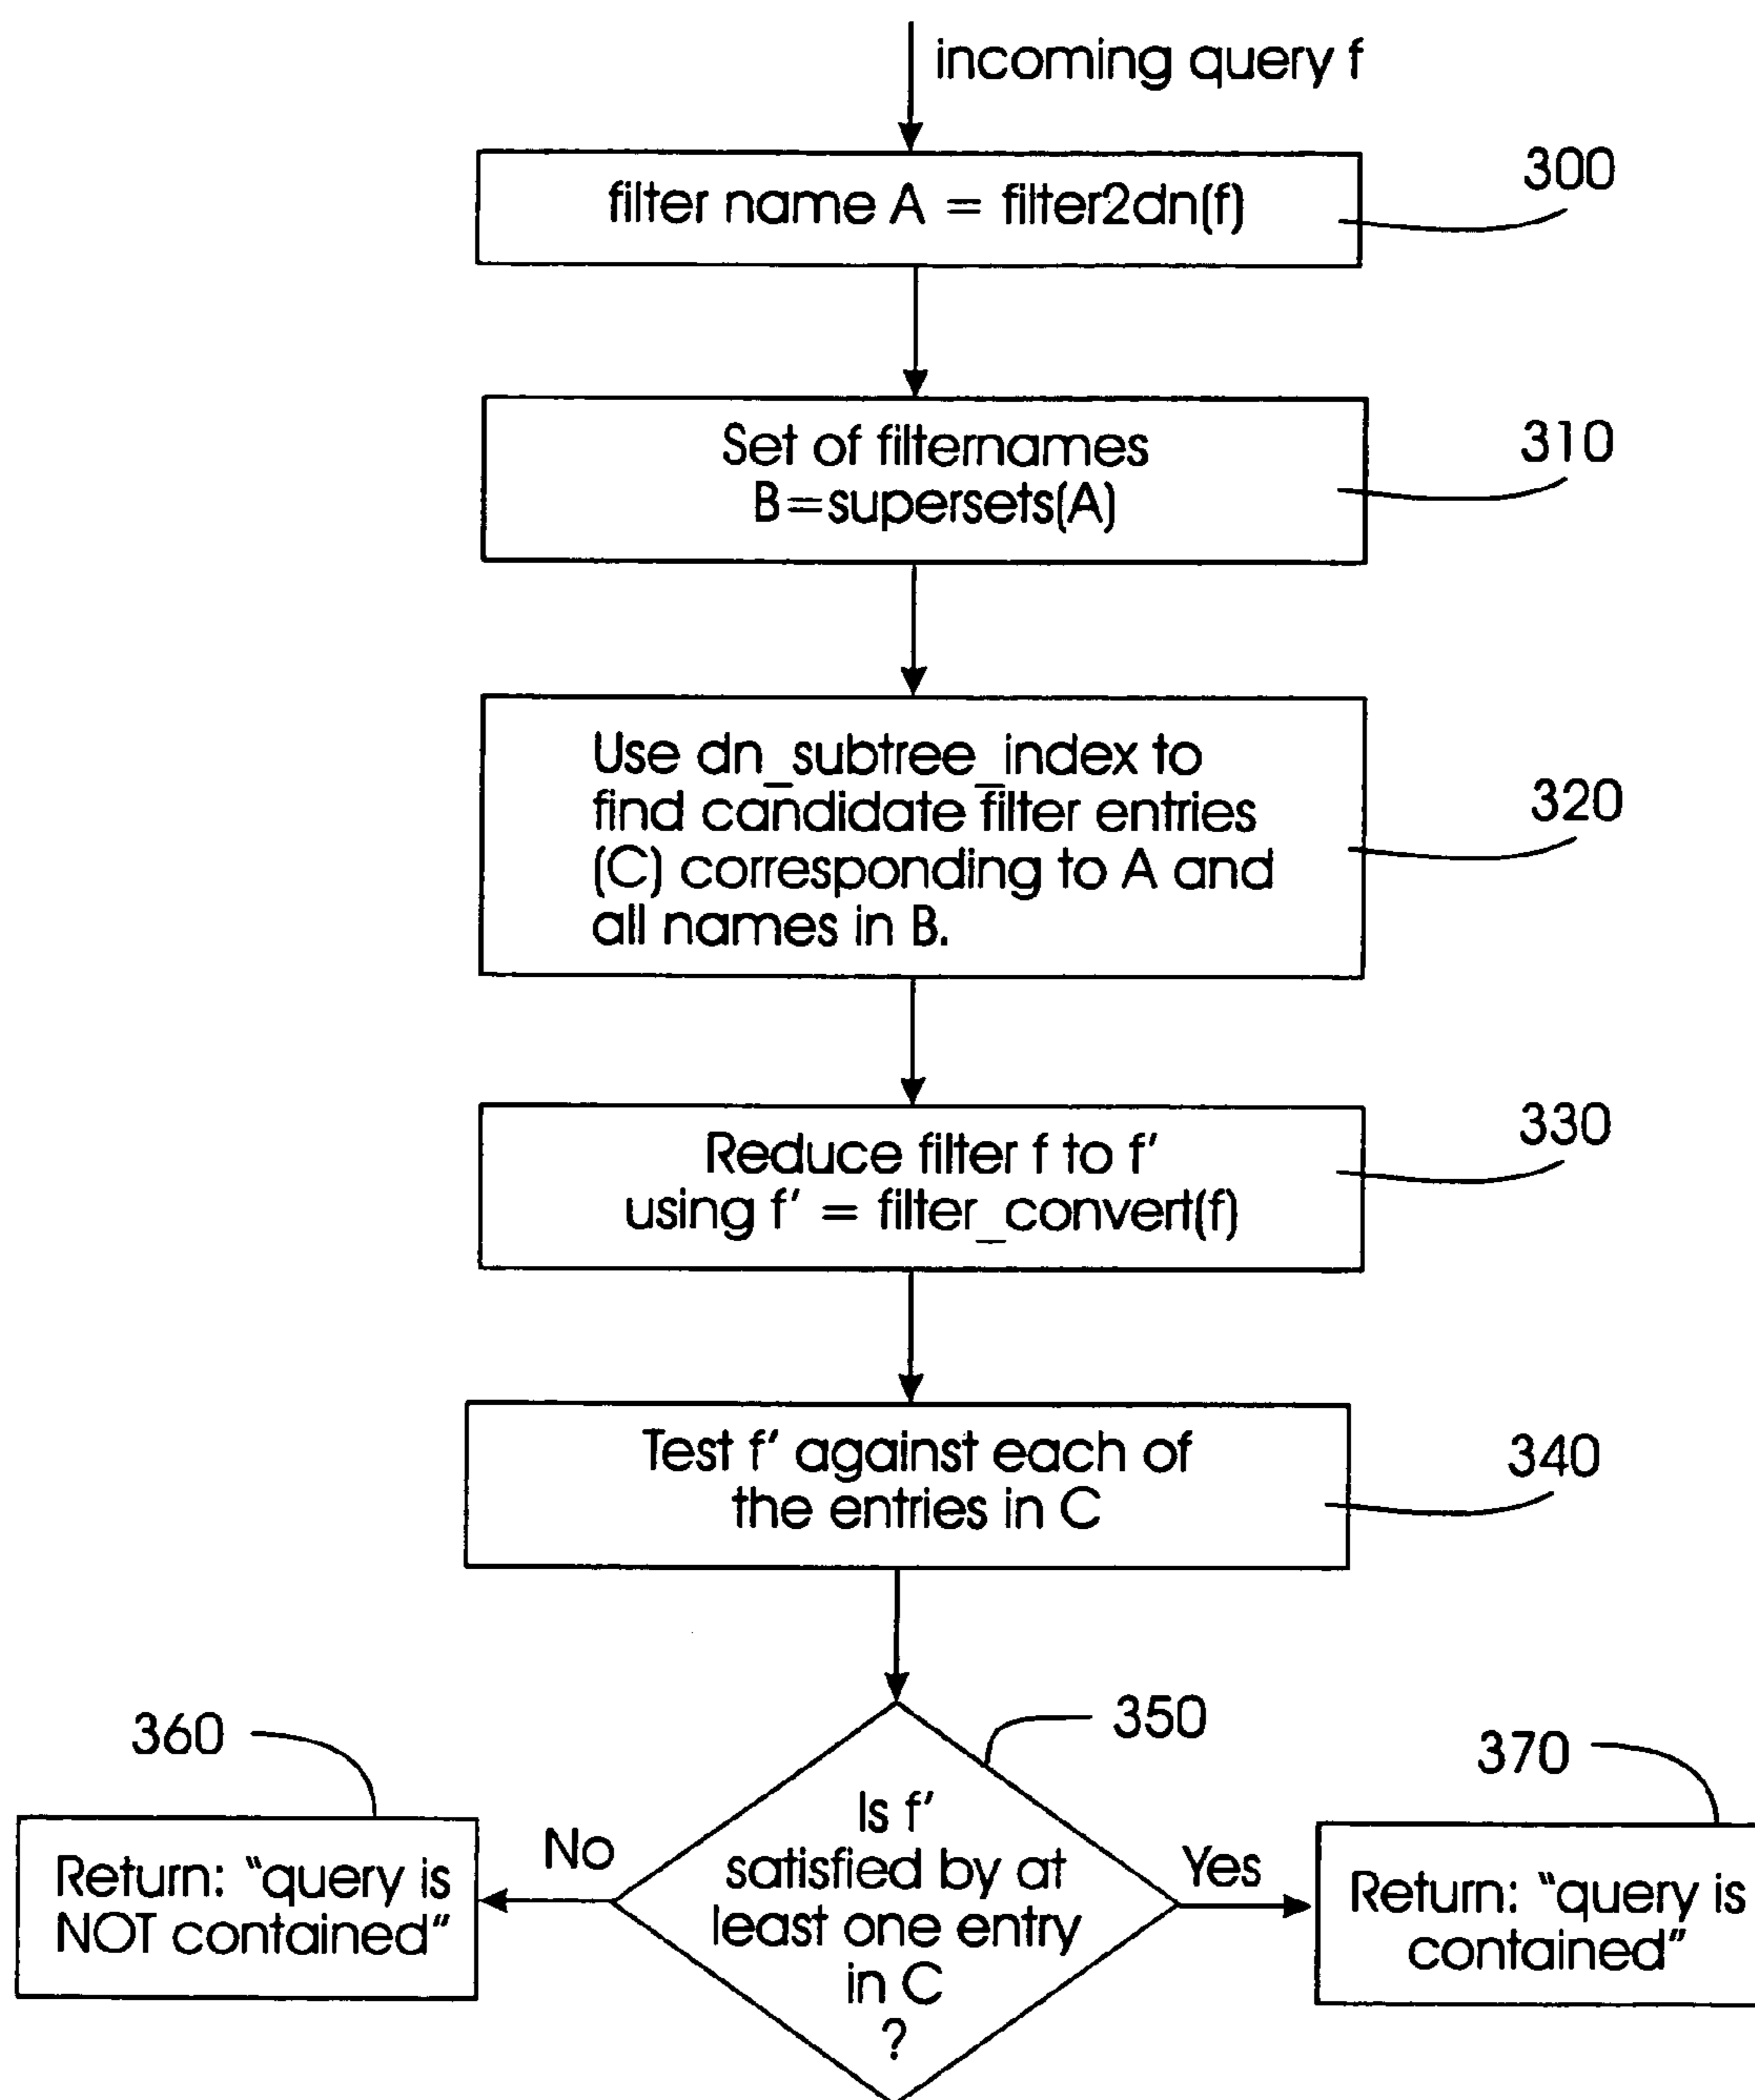 incoming query f
filter name A = filter2dn(f)
300
Set of filternames
B=supersets(A)
310
Use dn_subtree_index to
find candidate filter entries
(C) corresponding to A and
all names in B.
320
Reduce filter f to f'
using f' = filter_convert(f)
330
Test f' against each of
the entries in C
340
350
Is f'
satisfied by at
least one entry
in C
?
No
Yes
360
Return: "query is
NOT contained"
370
Return: "query is
contained"